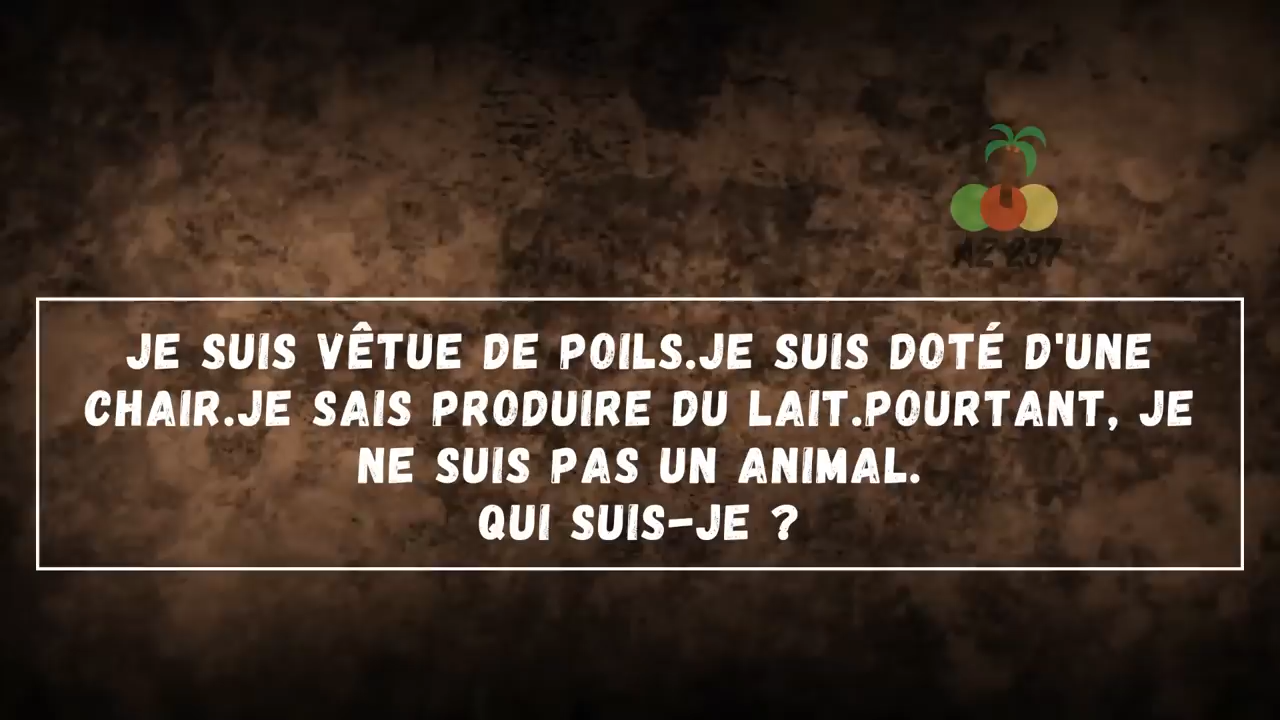 AZ 237
JE SUIS VÊTUE DE POILS.JE SUIS DOTÉ D'UNE
CHAIR.JE SAIS PRODUIRE DU LAIT.POURTANT, JE
NE SUIS PAS UN ANIMAL.
QUI SUIS-JE ?